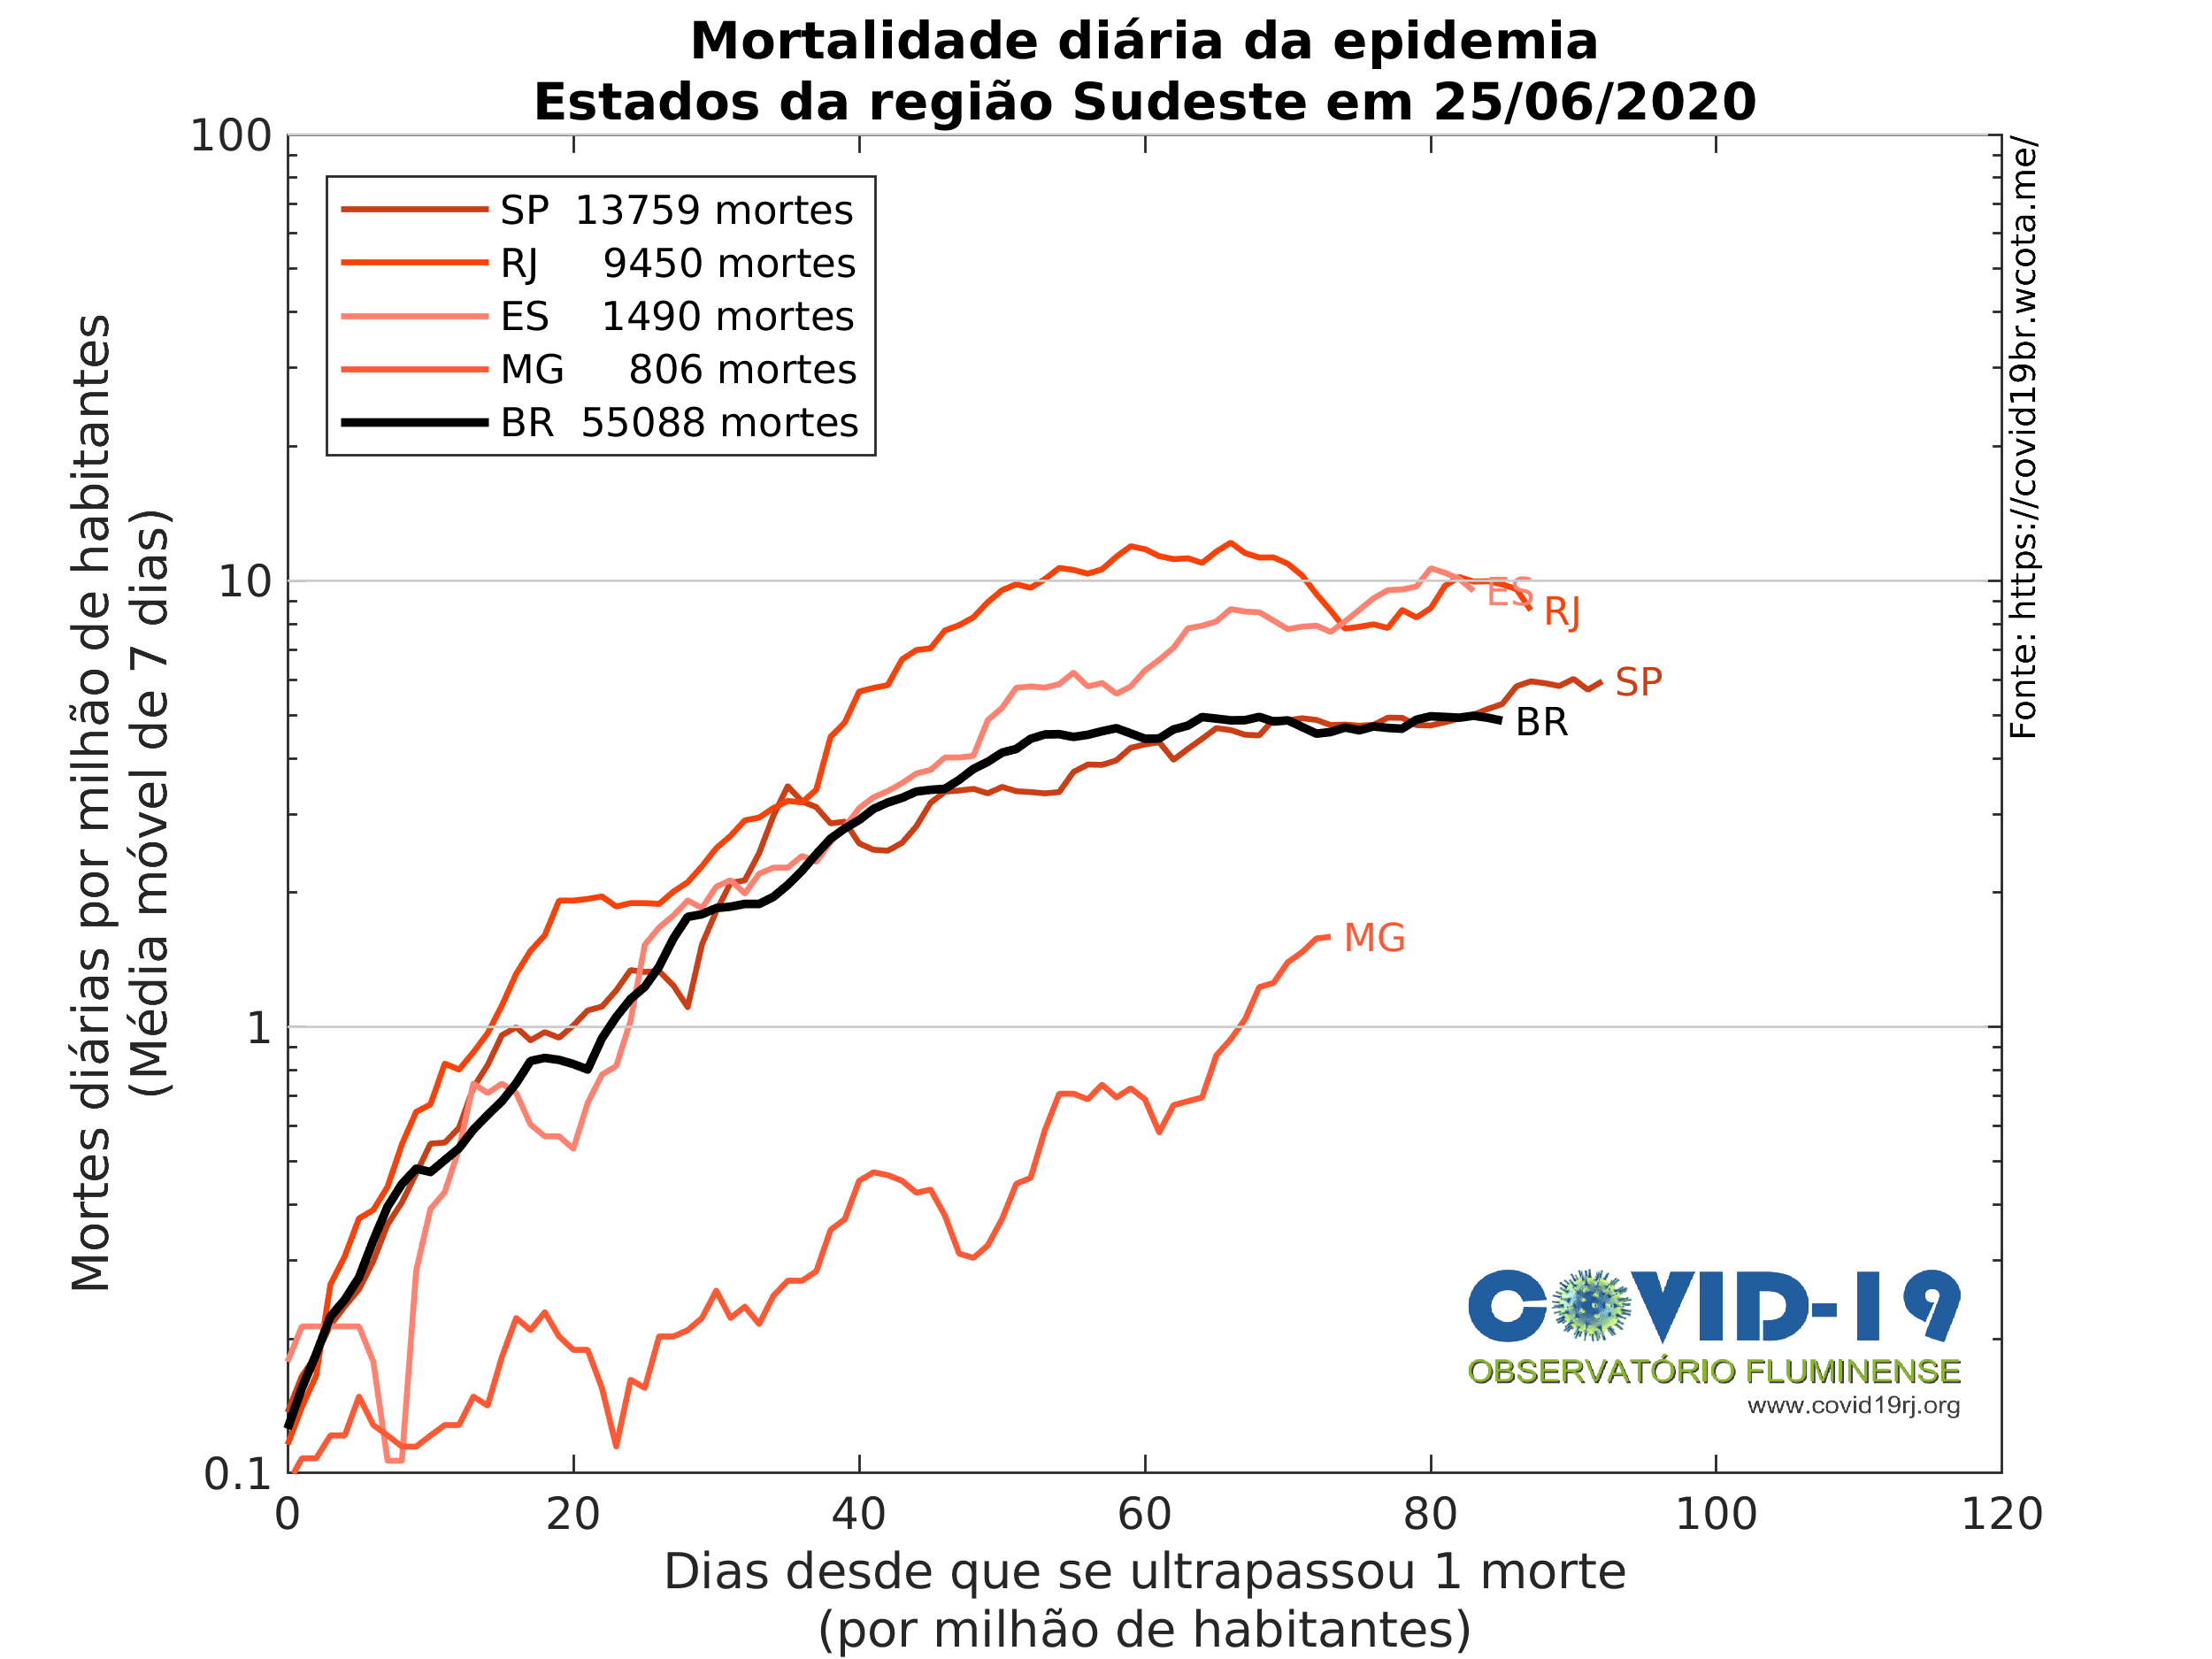 Mortalidade diária da epidemia
Estados da região Sudeste em 25/06/2020
Mortes diárias por milhão de habitantes
(Média móvel de 7 dias)
100
10
1
0.1
SP 13759 mortes
RJ 9450 mortes
ES 1490 mortes
MG 806 mortes
BR 55088 mortes
ES
RJ
SP
BR
MG
Fonte: https://covid19br.wcota.me/
COVID-19
OBSERVATÓRIO FLUMINENSE
www.covid19rj.org
0 20 40 60 80 100 120
Dias desde que se ultrapassou 1 morte
(por milhão de habitantes)